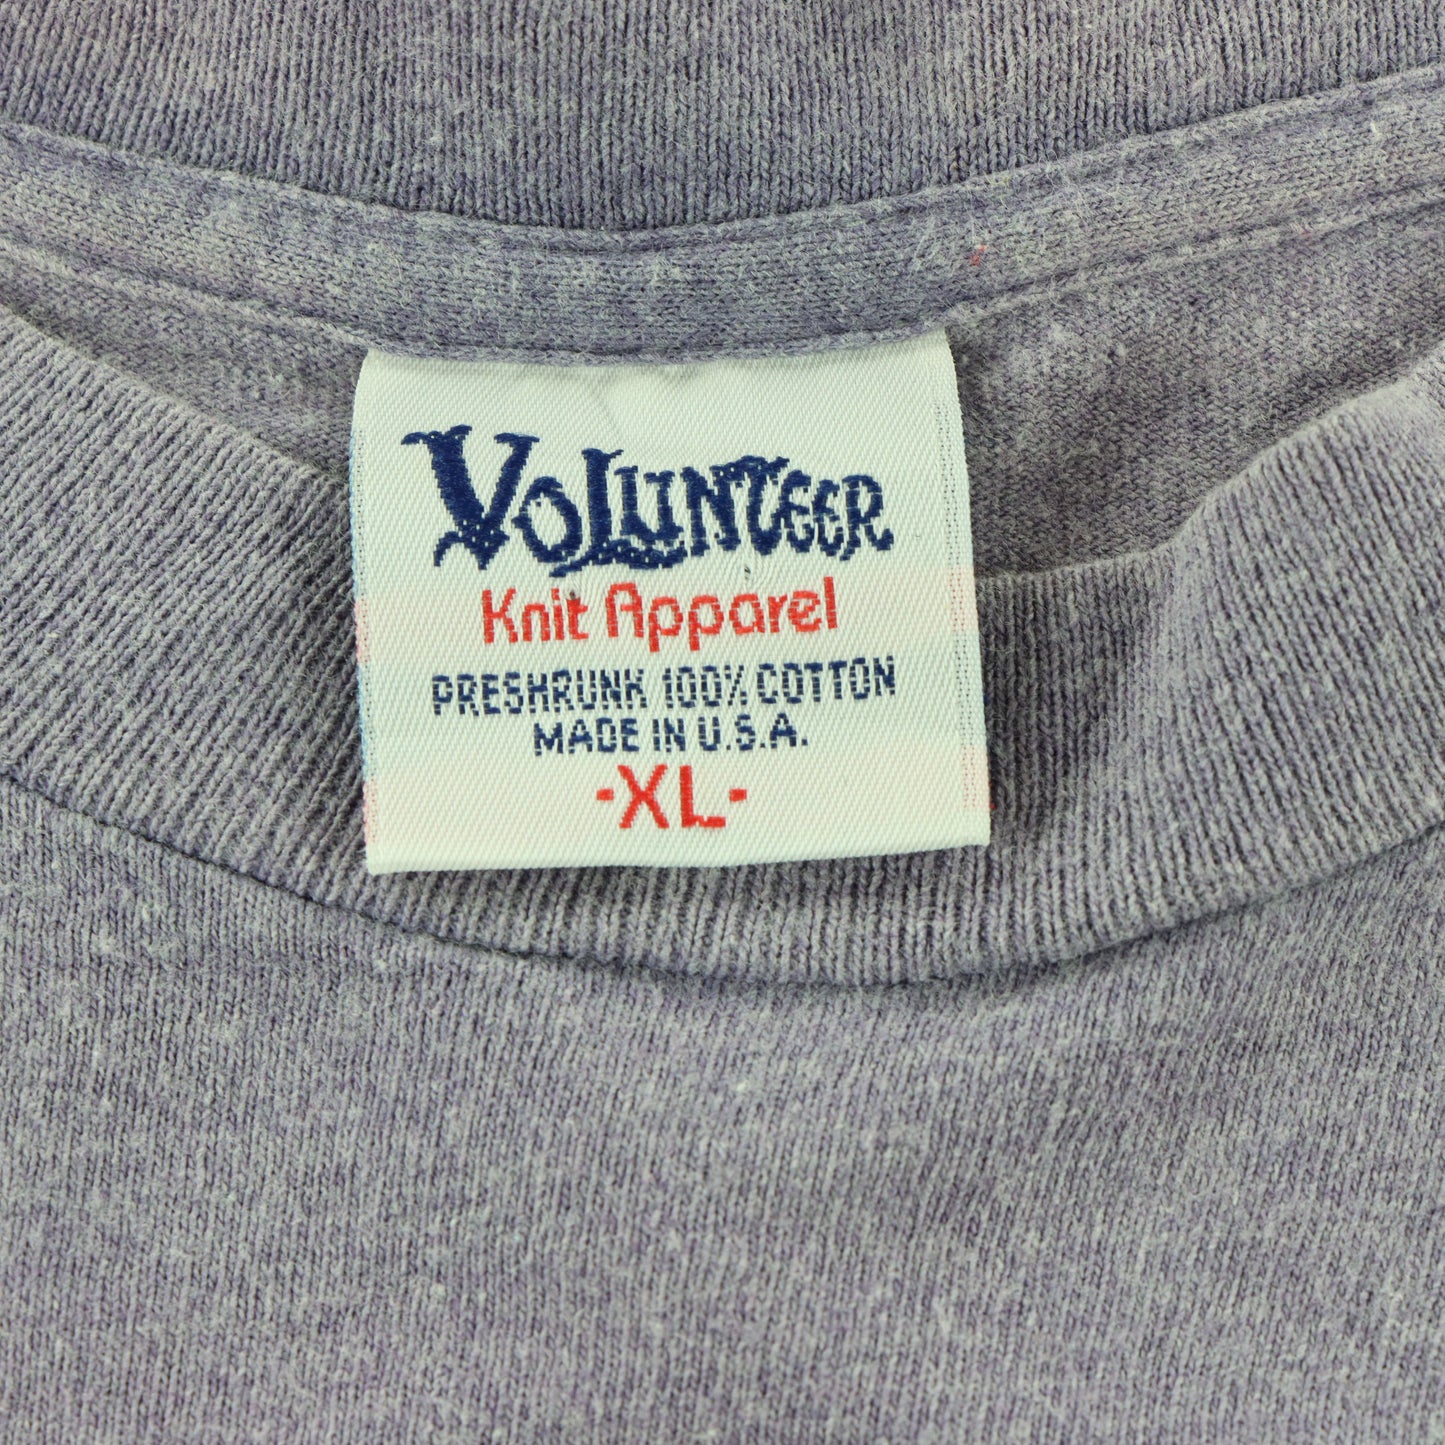 VOLUNTEER
Knit Apparel
PRESHRUNK 100% COTTON
MADE IN U.S.A.
-XL-